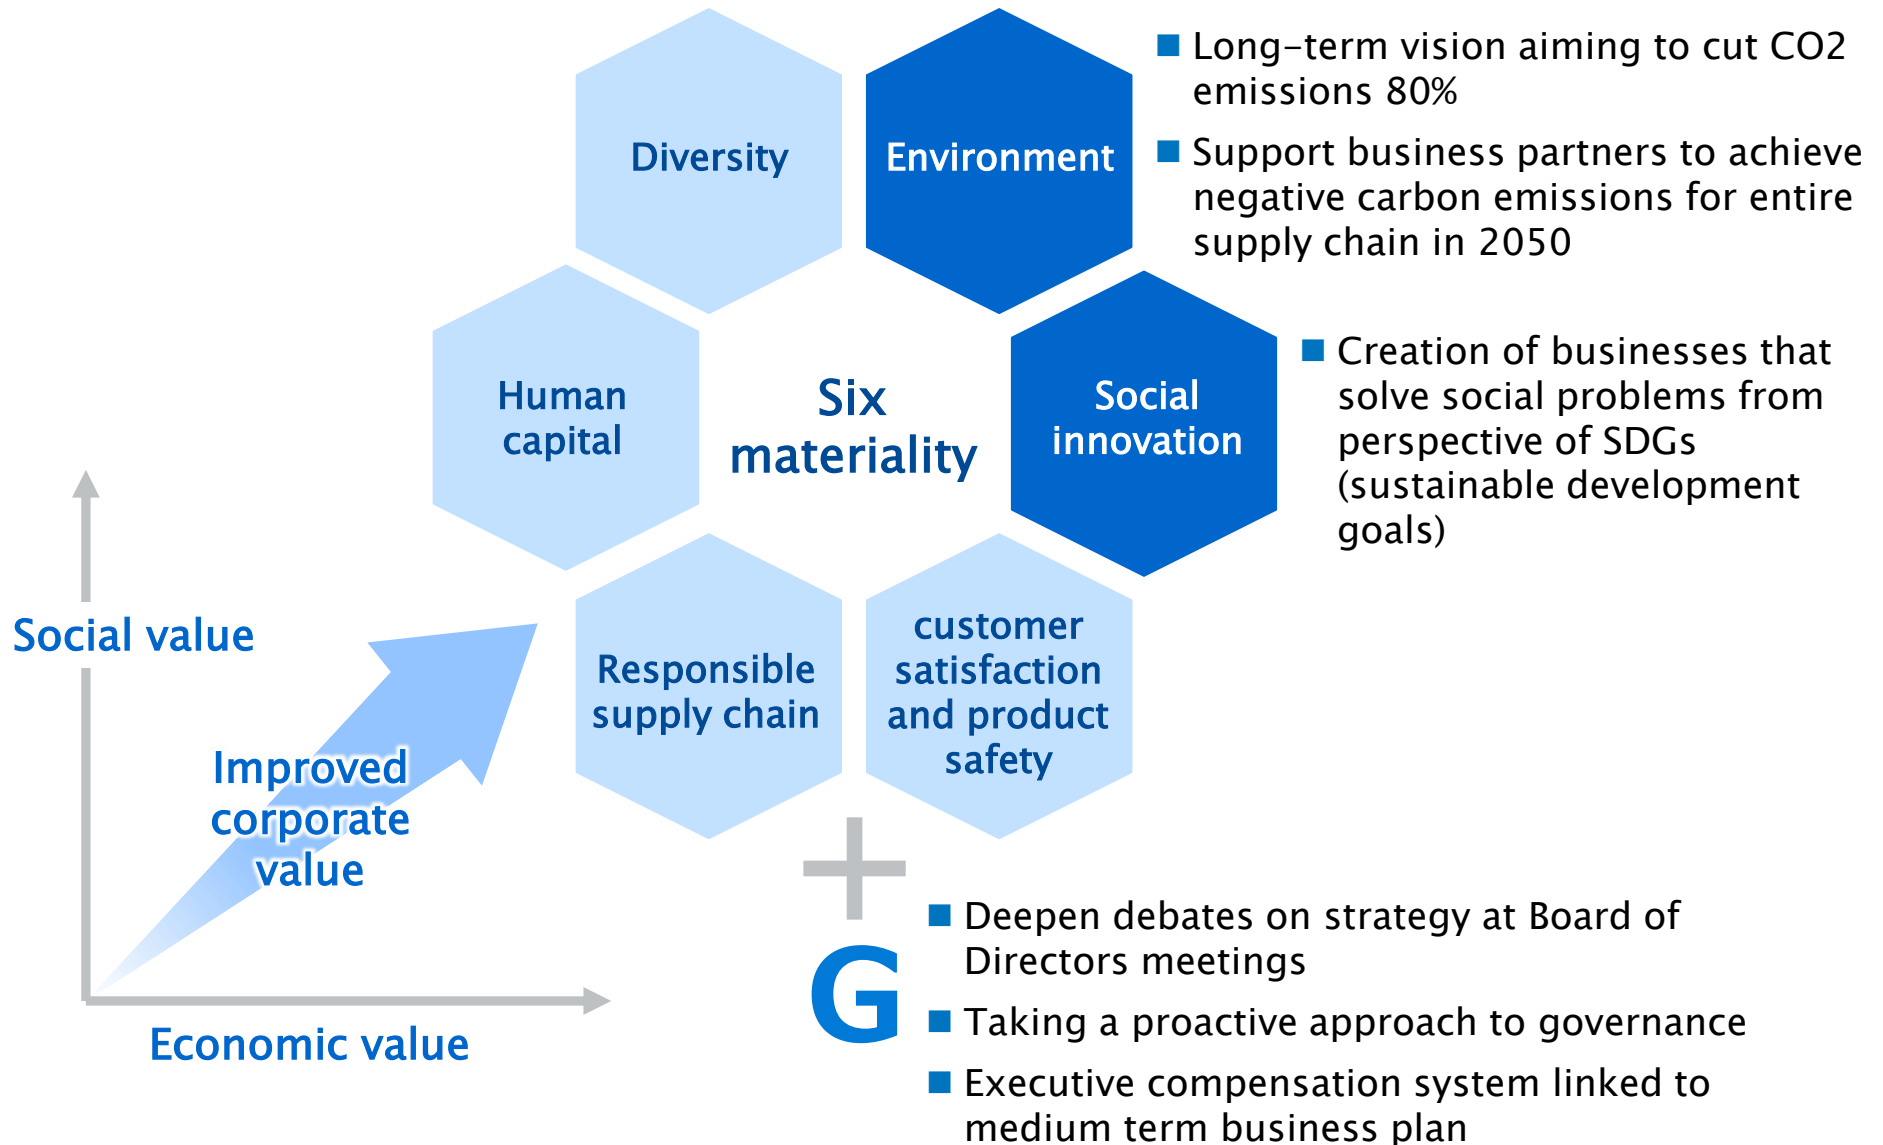 Diversity
Environment
Long-term vision aiming to cut CO2
emissions 80%
Support business partners to achieve
negative carbon emissions for entire
supply chain in 2050
Human
capital
Six
materiality
Social
innovation
Creation of businesses that
solve social problems from
perspective of SDGs
(sustainable development
goals)
Responsible
supply chain
customer
satisfaction
and product
safety
Social value
Improved
corporate
value
Economic value
+
G
Deepen debates on strategy at Board of
Directors meetings
Taking a proactive approach to governance
Executive compensation system linked to
medium term business plan